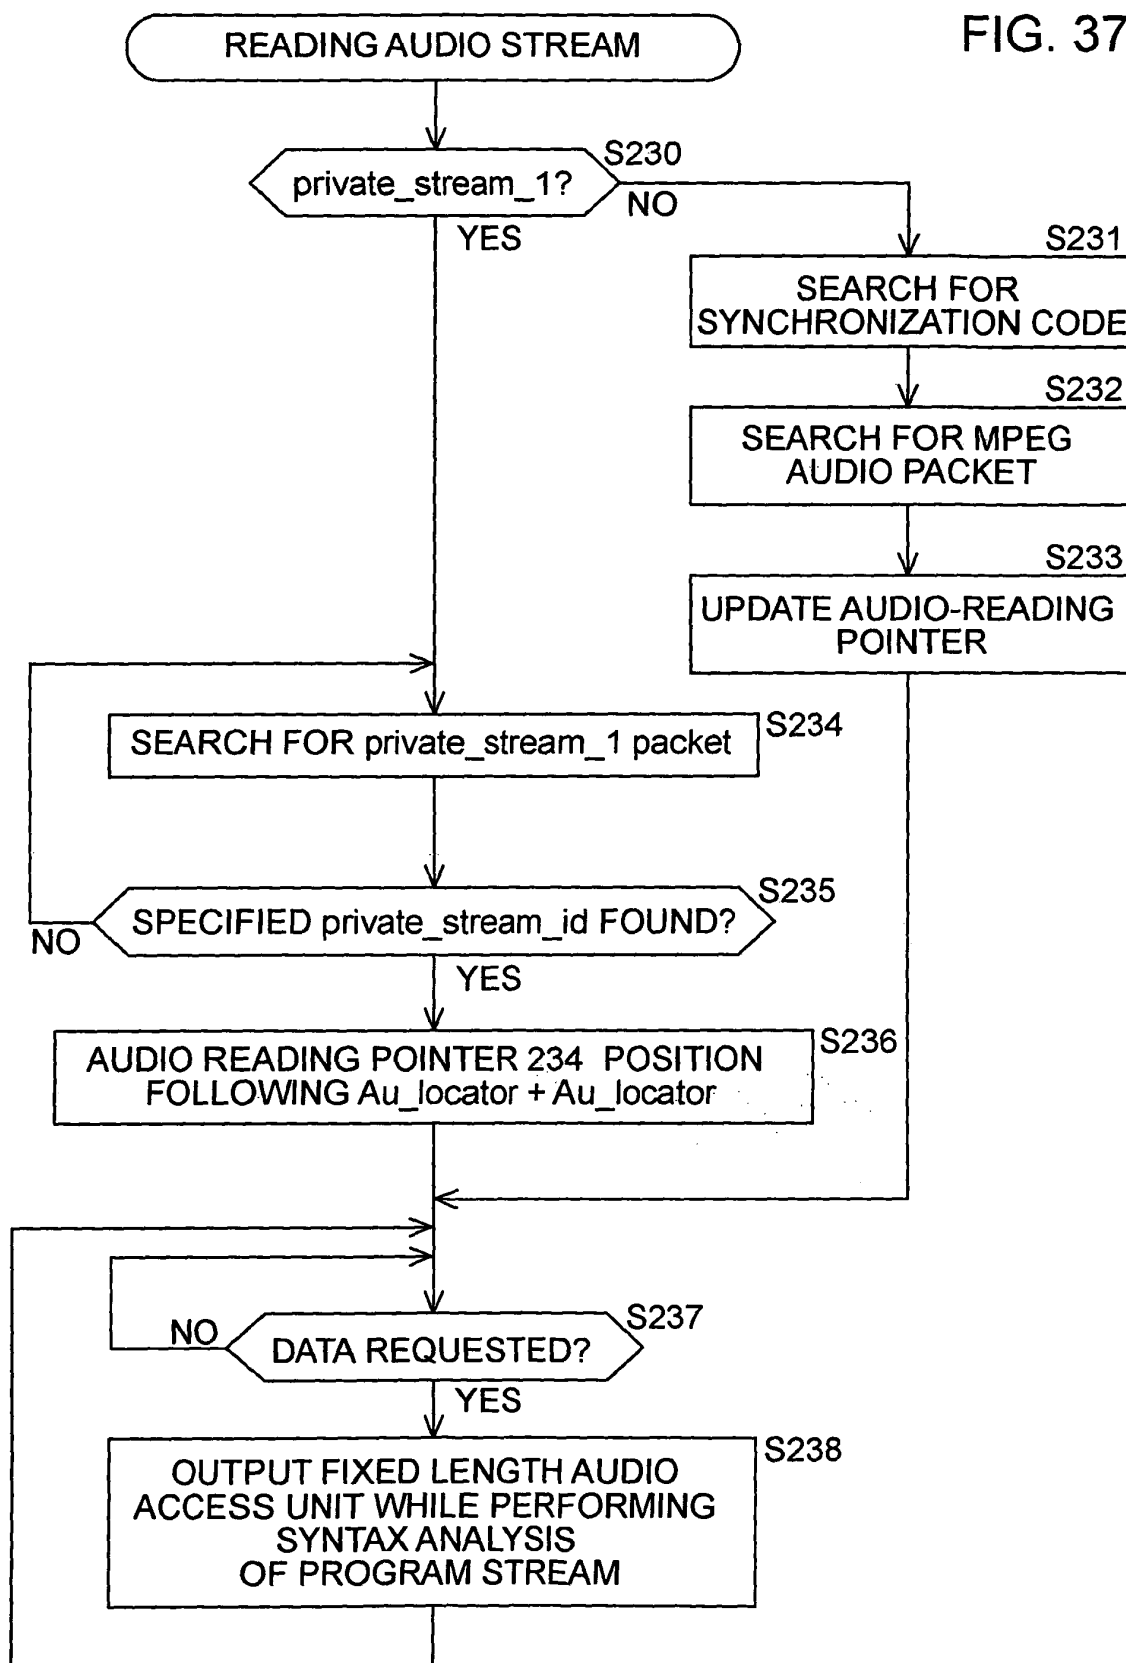 FIG. 37
READING AUDIO STREAM
S230
private_stream_1?
NO
YES
S231
SEARCH FOR
SYNCHRONIZATION CODE
S232
SEARCH FOR MPEG
AUDIO PACKET
S233
UPDATE AUDIO-READING
POINTER
S234
SEARCH FOR private_stream_1 packet
S235
SPECIFIED private_stream_id FOUND?
NO
YES
S236
AUDIO READING POINTER 234 POSITION
FOLLOWING Au_locator + Au_locator
S237
NO
DATA REQUESTED?
YES
S238
OUTPUT FIXED LENGTH AUDIO
ACCESS UNIT WHILE PERFORMING
SYNTAX ANALYSIS
OF PROGRAM STREAM